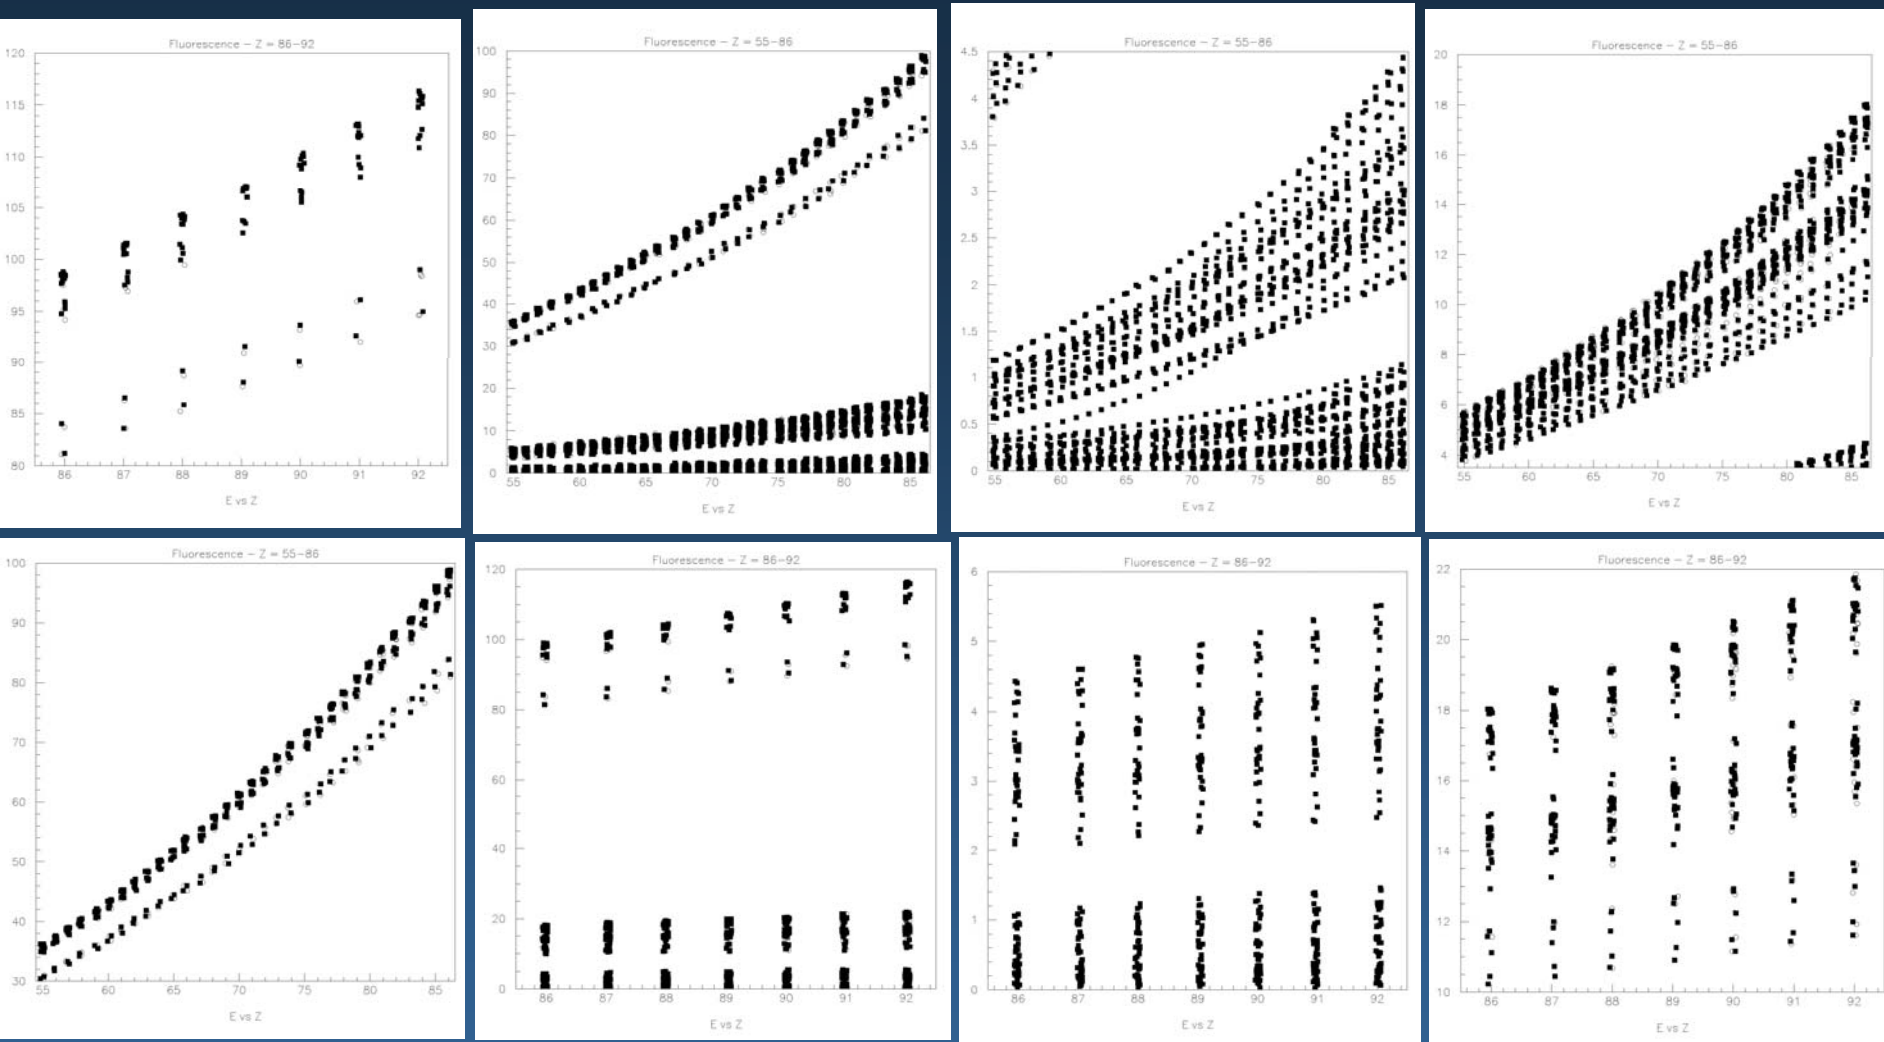 Fluorescence – Z = 86–92
120
115
110
105
100
95
90
85
80
86 87 88 89 90 91 92
E vs Z
Fluorescence – Z = 55–86
100
90
80
70
60
50
40
30
20
10
0
55 60 65 70 75 80 85
E vs Z
Fluorescence – Z = 55–86
4.5
4
3.5
3
2.5
2
1.5
1
0.5
0
55 60 65 70 75 80 85
E vs Z
Fluorescence – Z = 55–86
20
18
16
14
12
10
8
6
4
55 60 65 70 75 80 85
E vs Z
Fluorescence – Z = 55–86
100
90
80
70
60
50
40
30
55 60 65 70 75 80 85
E vs Z
Fluorescence – Z = 86–92
120
100
80
60
40
20
0
86 87 88 89 90 91 92
E vs Z
Fluorescence – Z = 86–92
6
5
4
3
2
1
0
86 87 88 89 90 91 92
E vs Z
Fluorescence – Z = 86–92
22
20
18
16
14
12
10
86 87 88 89 90 91 92
E vs Z